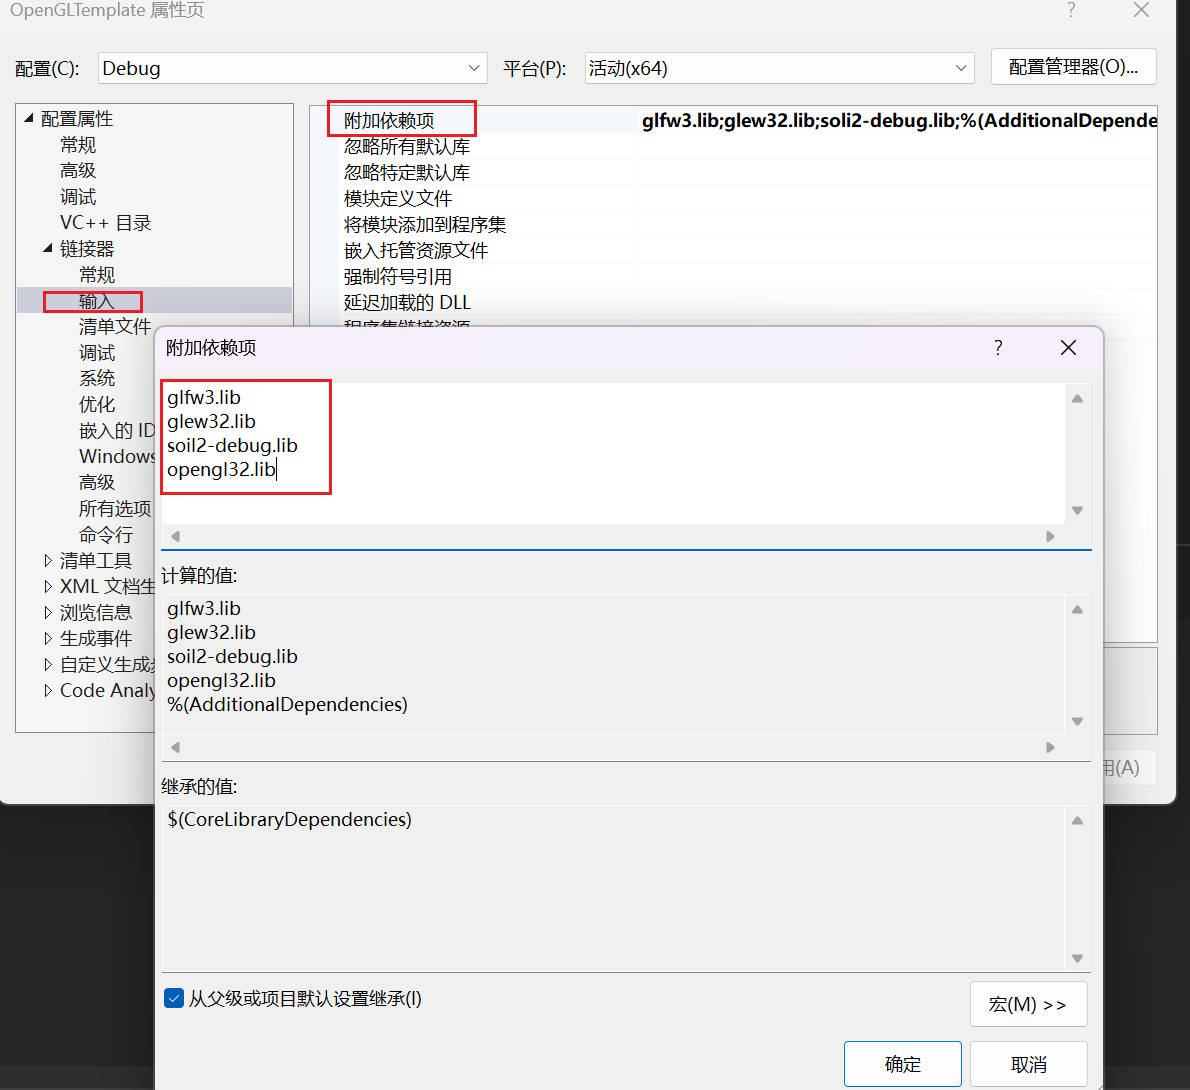 OpenGLTemplate 属性页
配置(C): Debug 平台(P): 活动(x64) 配置管理器(O)...
配置属性
常规
高级
调试
VC++ 目录
链接器
常规
输入
清单文件
调试
系统
优化
嵌入的 ID
Windows
高级
所有选项
命令行
清单工具
XML 文档生
浏览信息
生成事件
自定义生成步
Code Analy
附加依赖项 glfw3.lib;glew32.lib;soli2-debug.lib;%(AdditionalDepende
忽略所有默认库
忽略特定默认库
模块定义文件
将模块添加到程序集
嵌入托管资源文件
强制符号引用
延迟加载的 DLL
程序集链接资源
用(A)
附加依赖项
glfw3.lib
glew32.lib
soil2-debug.lib
opengl32.lib
计算的值:
glfw3.lib
glew32.lib
soil2-debug.lib
opengl32.lib
%(AdditionalDependencies)
继承的值:
$(CoreLibraryDependencies)
从父级或项目默认设置继承(I)
宏(M) >>
确定 取消